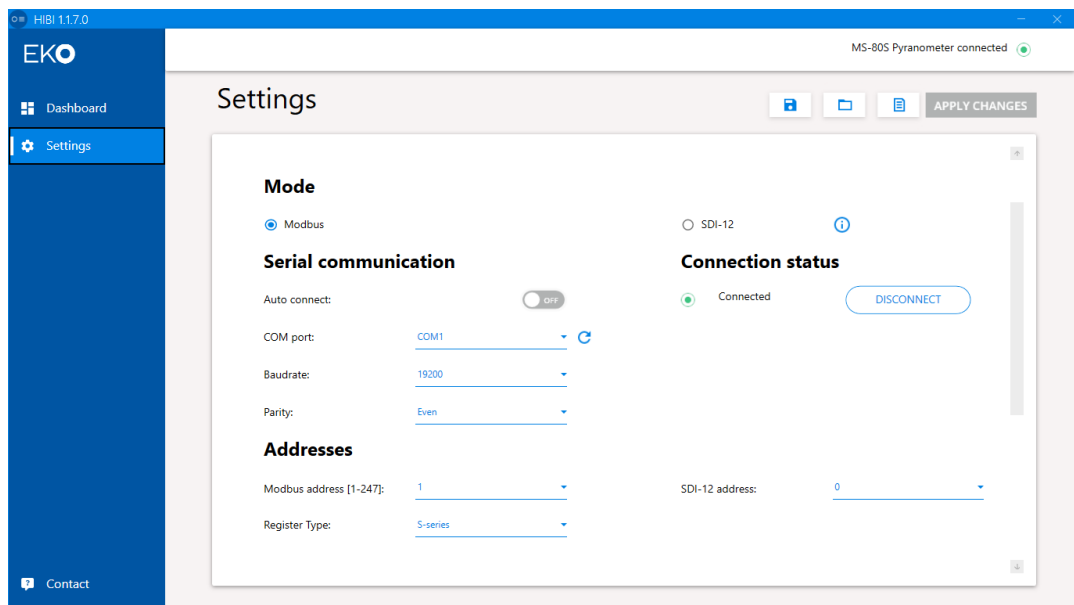 HIBI 1.1.7.0
EKO
MS-80S Pyranometer connected
Dashboard
Settings
Contact
Settings
APPLY CHANGES
Mode
Modbus
SDI-12
Serial communication
Connection status
Auto connect:
OFF
Connected
DISCONNECT
COM port:
COM1
Baudrate:
19200
Parity:
Even
Addresses
Modbus address [1-247]:
1
SDI-12 address:
0
Register Type:
S-series